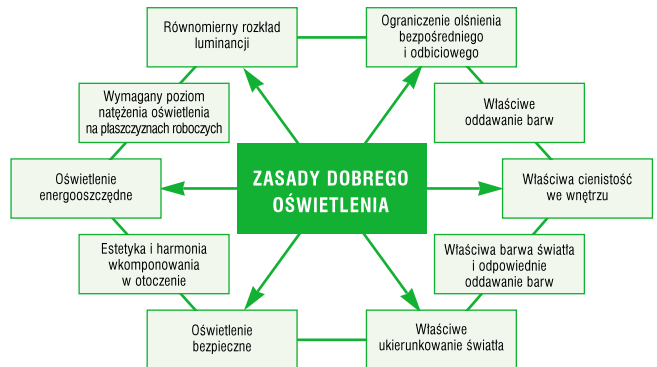 Równomierny rozkład
luminancji
Ograniczenie olśnienia
bezpośredniego
i odbiciowego
Wymagany poziom
natężenia oświetlenia
na płaszczyznach roboczych
Właściwe
oddawanie barw
ZASADY DOBREGO
OŚWIETLENIA
Oświetlenie
energooszczędne
Właściwa cienistość
we wnętrzu
Estetyka i harmonia
wkomponowania
w otoczenie
Właściwa barwa światła
i odpowiednie
oddawanie barw
Oświetlenie
bezpieczne
Właściwe
ukierunkowanie światła